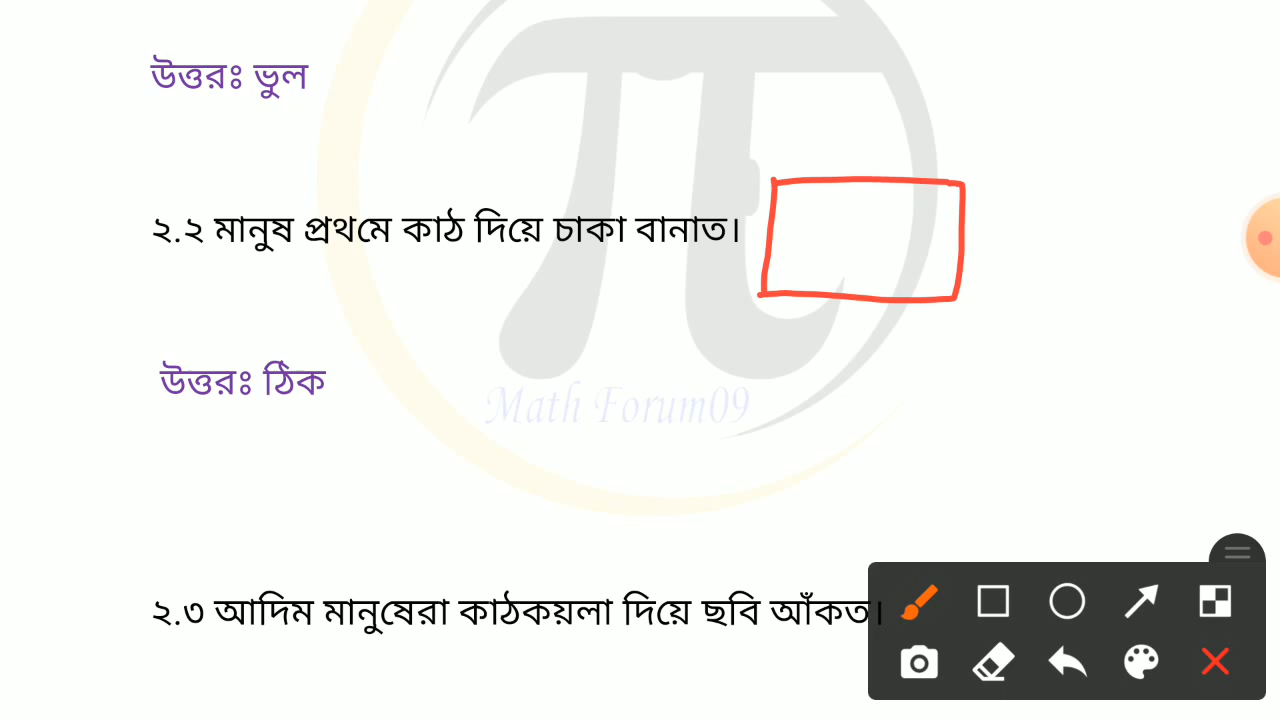 উত্তরঃ ভুল
২.২ মানুষ প্রথমে কাঠ দিয়ে চাকা বানাত।
উত্তরঃ ঠিক
Math Forum09
২.৩ আদিম মানুষেরা কাঠকয়লা দিয়ে ছবি আঁকত।